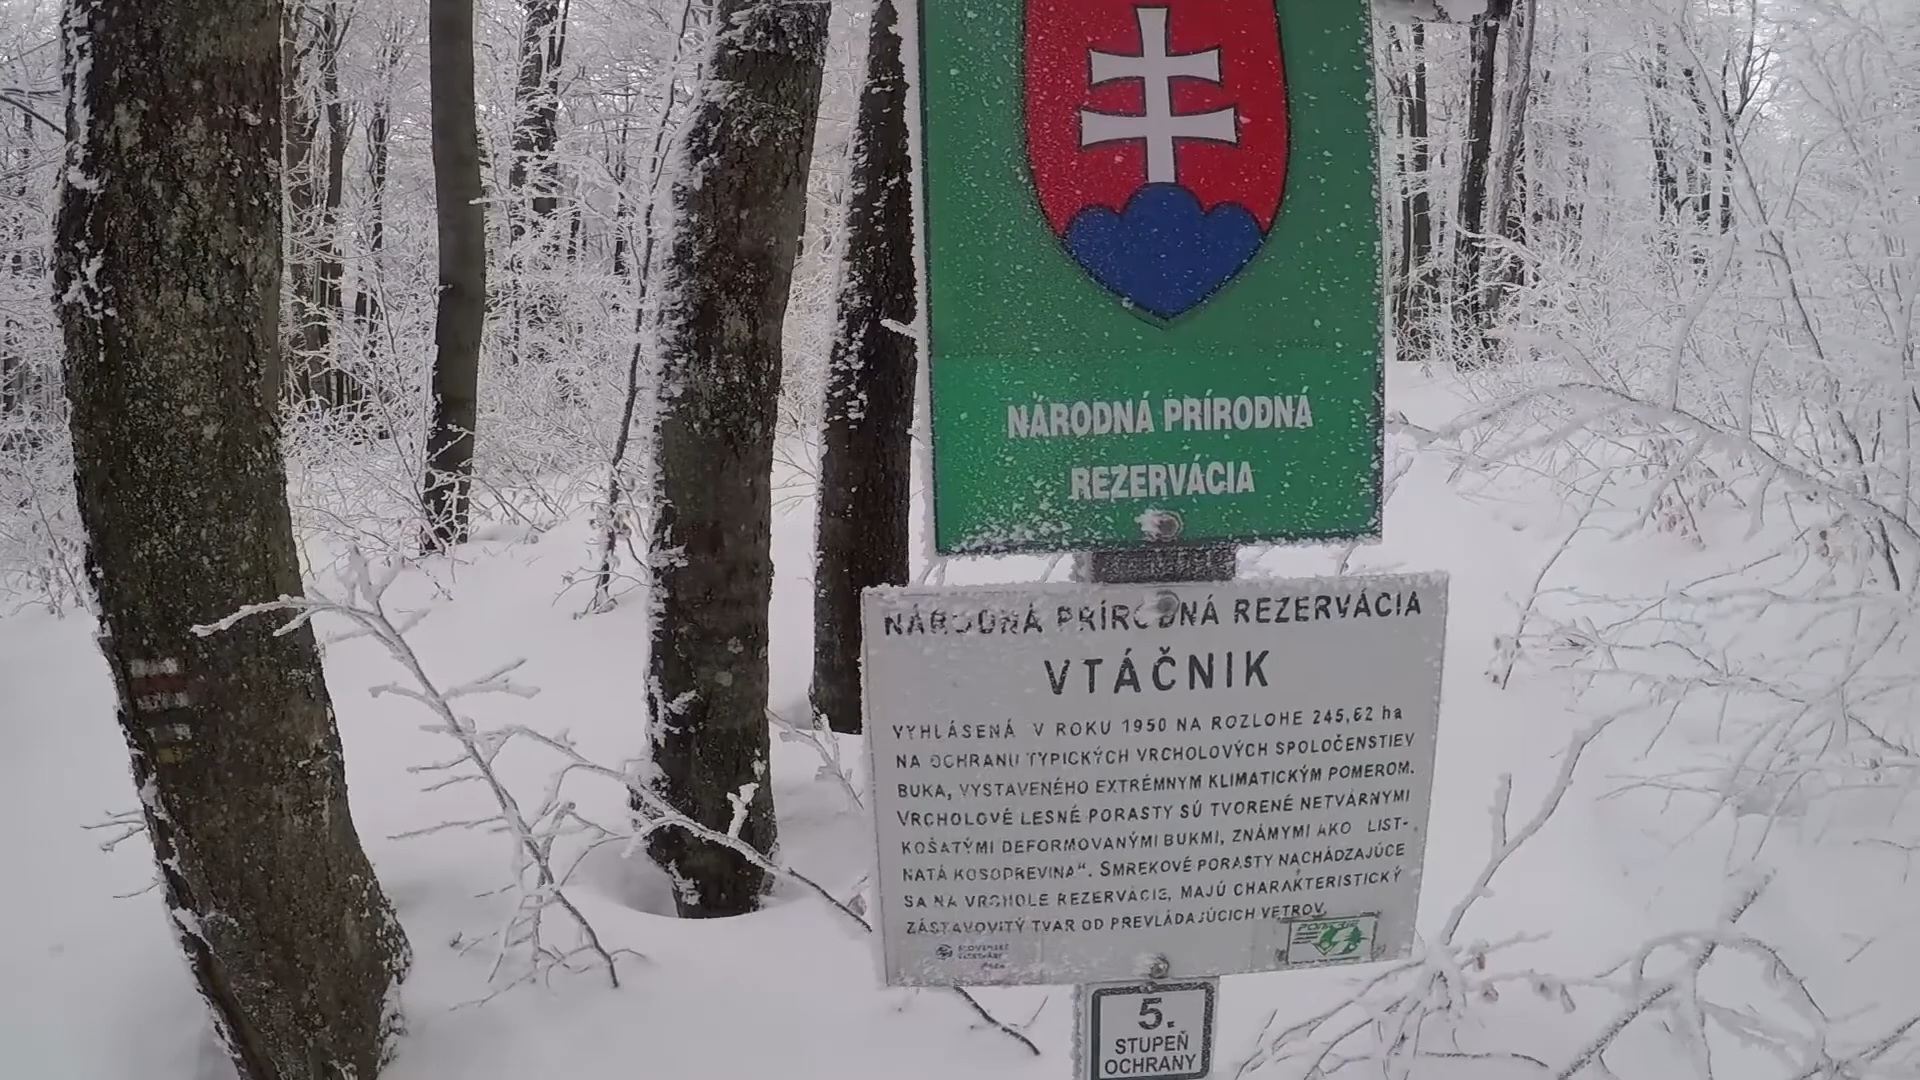 NÁRODNÁ PRÍRODNÁ
REZERVÁCIA
NÁRODNÁ PRÍRODNÁ REZERVÁCIA
VTÁČNIK
VYHLÁSENÁ V ROKU 1950 NA ROZLOHE 245,62 ha
NA OCHRANU TYPICKÝCH VRCHOLOVÝCH SPOLOČENSTIEV
BUKA, VYSTAVENÉHO EXTRÉMNYM KLIMATICKÝM POMEROM.
VRCHOLOVÉ LESNÉ PORASTY SÚ TVORENÉ NETVÁRNYMI
KOŠATÝMI DEFORMOVANÝMI BUKMI, ZNÁMYMI AKO LIST-
NATÁ KOSODREVINA“. SMREKOVÉ PORASTY NACHÁDZAJÚCE
SA NA VRCHOLE REZERVÁCIE, MAJÚ CHARAKTERISTICKÝ
ZÁSTAVOVITÝ TVAR OD PREVLÁDAJÚCICH VETROV.
5.
STUPEŇ
OCHRANY